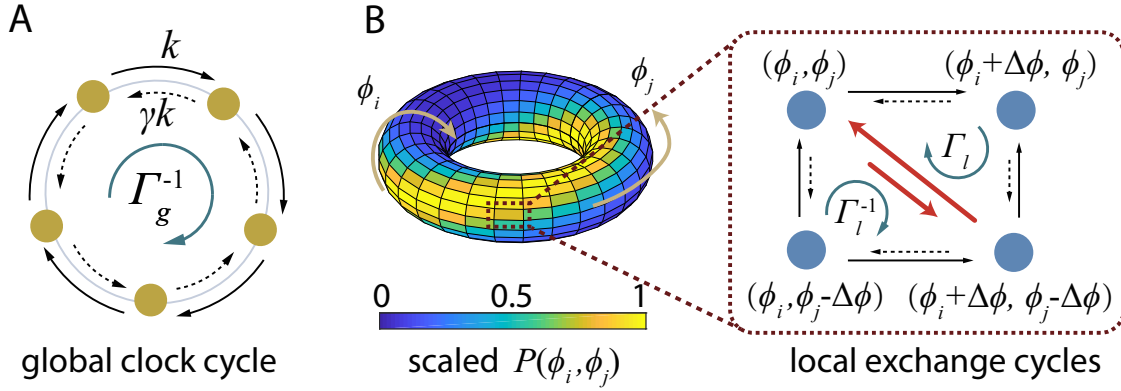 A
k
γk
Γg⁻¹
global clock cycle
B
ϕi
ϕj
0 0.5 1
scaled P(ϕi,ϕj)
(ϕi,ϕj)
(ϕi+Δϕ, ϕj)
Γl
Γl⁻¹
(ϕi,ϕj-Δϕ)
(ϕi+Δϕ, ϕj-Δϕ)
local exchange cycles